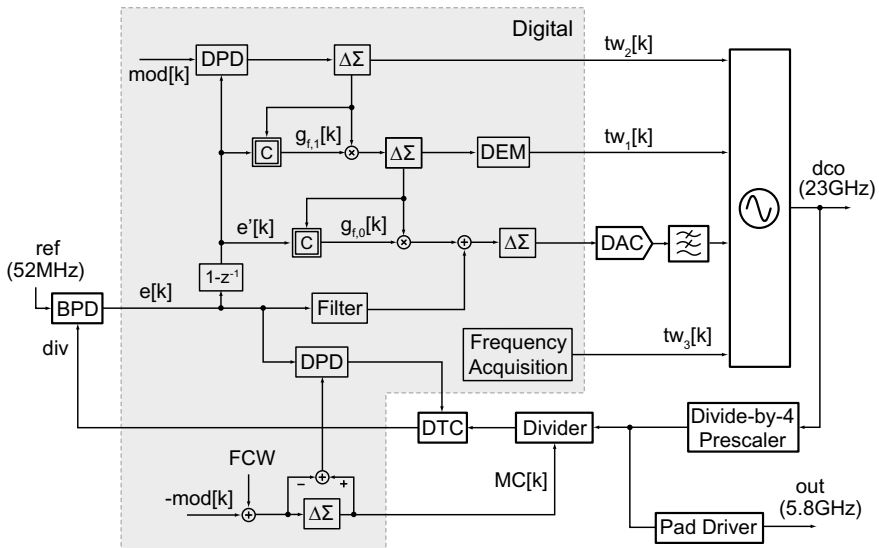 Digital
mod[k]
DPD
ΔΣ
tw2[k]
C
gf,1[k]
×
ΔΣ
DEM
tw1[k]
dco
(23GHz)
e'[k]
C
gf,0[k]
×
+
ΔΣ
DAC
ref
(52MHz)
1-z-1
BPD
e[k]
Filter
div
Frequency
Acquisition
tw3[k]
DPD
DTC
Divider
Divide-by-4
Prescaler
FCW
− + +
MC[k]
-mod[k]
+
ΔΣ
out
(5.8GHz)
Pad Driver